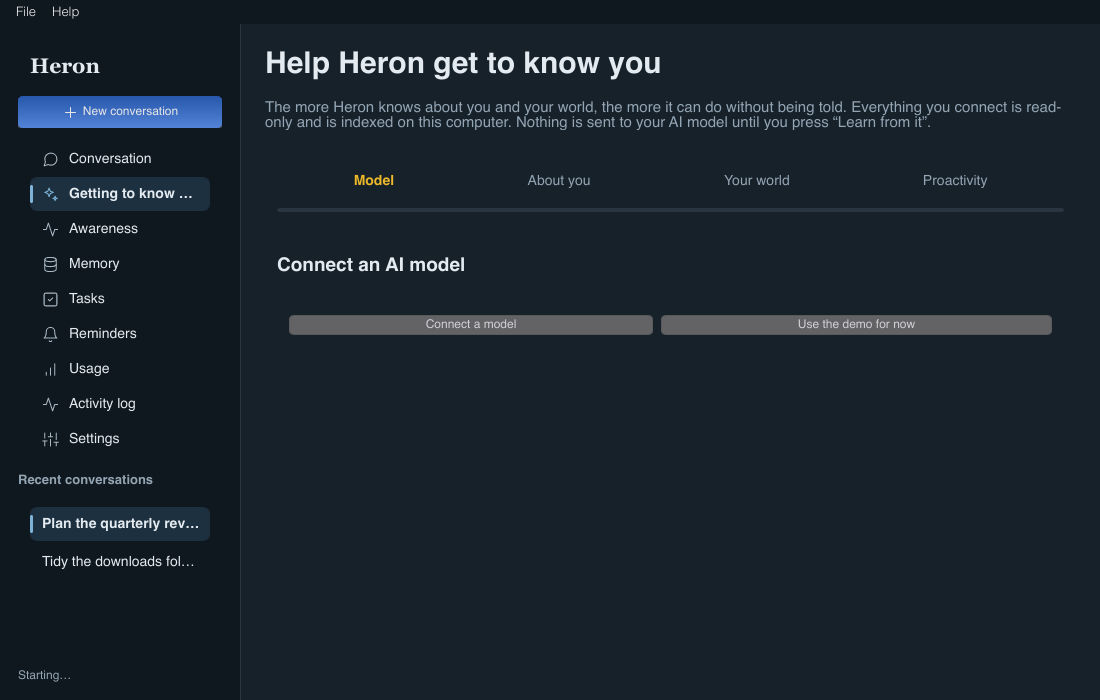 File Help
Heron
New conversation
Conversation
Getting to know …
Awareness
Memory
Tasks
Reminders
Usage
Activity log
Settings
Recent conversations
Plan the quarterly rev…
Tidy the downloads fol…
Starting…
Help Heron get to know you
The more Heron knows about you and your world, the more it can do without being told. Everything you connect is read-
only and is indexed on this computer. Nothing is sent to your AI model until you press “Learn from it”.
Model About you Your world Proactivity
Connect an AI model
Connect a model Use the demo for now